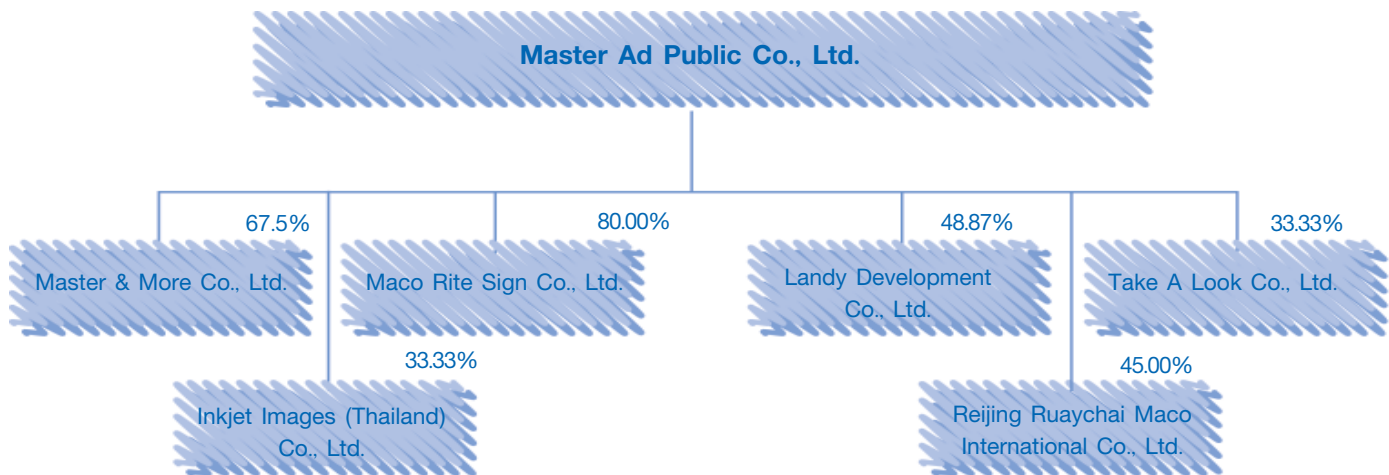 Master Ad Public Co., Ltd.
67.5%
80.00%
48.87%
33.33%
Master & More Co., Ltd.
Maco Rite Sign Co., Ltd.
Landy Development
Co., Ltd.
Take A Look Co., Ltd.
33.33%
45.00%
Inkjet Images (Thailand)
Co., Ltd.
Reijing Ruaychai Maco
International Co., Ltd.